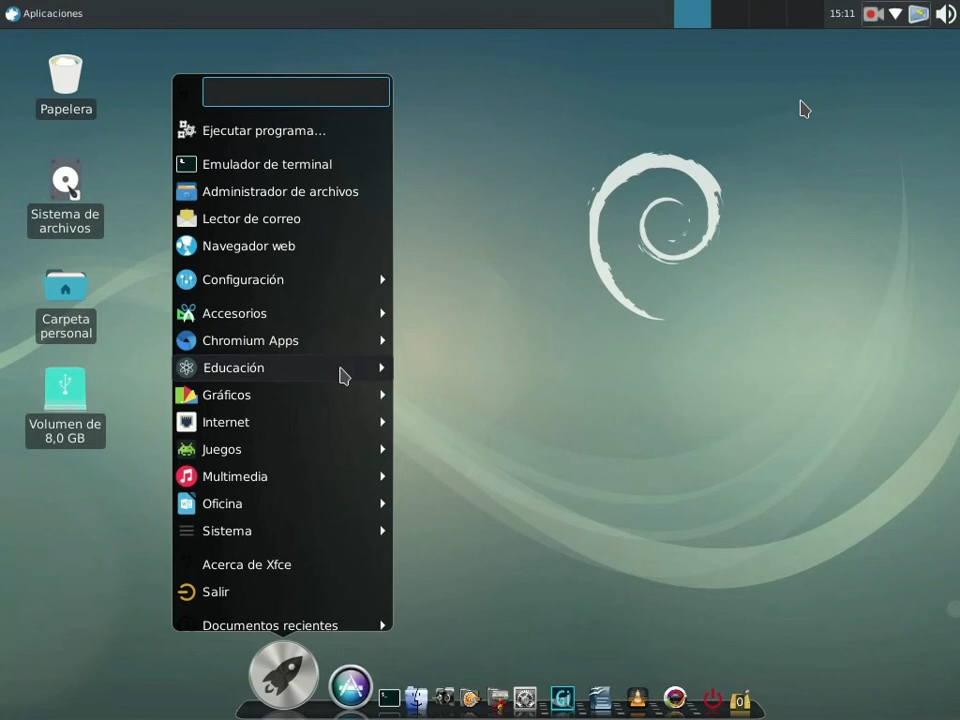 Aplicaciones
15:11
Papelera
Sistema de
archivos
Carpeta
personal
Volumen de
8,0 GB
Ejecutar programa...
Emulador de terminal
Administrador de archivos
Lector de correo
Navegador web
Configuración
Accesorios
Chromium Apps
Educación
Gráficos
Internet
Juegos
Multimedia
Oficina
Sistema
Acerca de Xfce
Salir
Documentos recientes
Gi
0